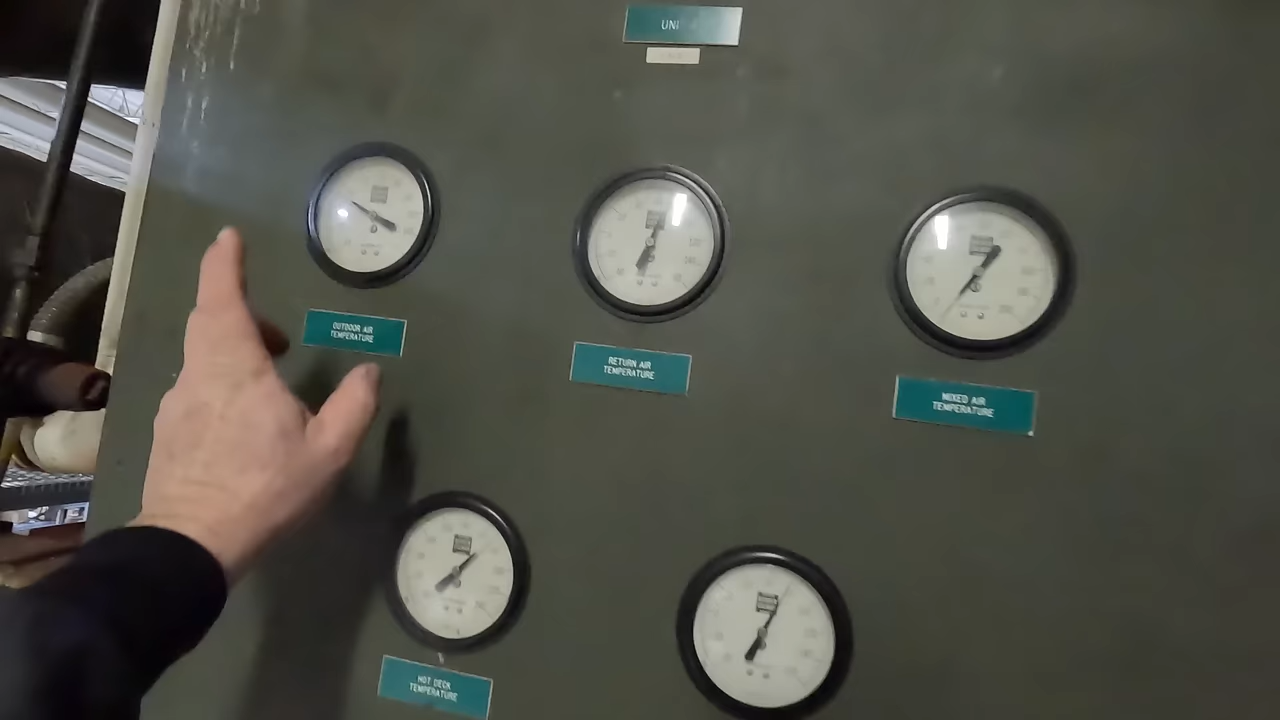 UNI
OUTDOOR AIR
TEMPERATURE
RETURN AIR
TEMPERATURE
MIXED AIR
TEMPERATURE
HOT DECK
TEMPERATURE